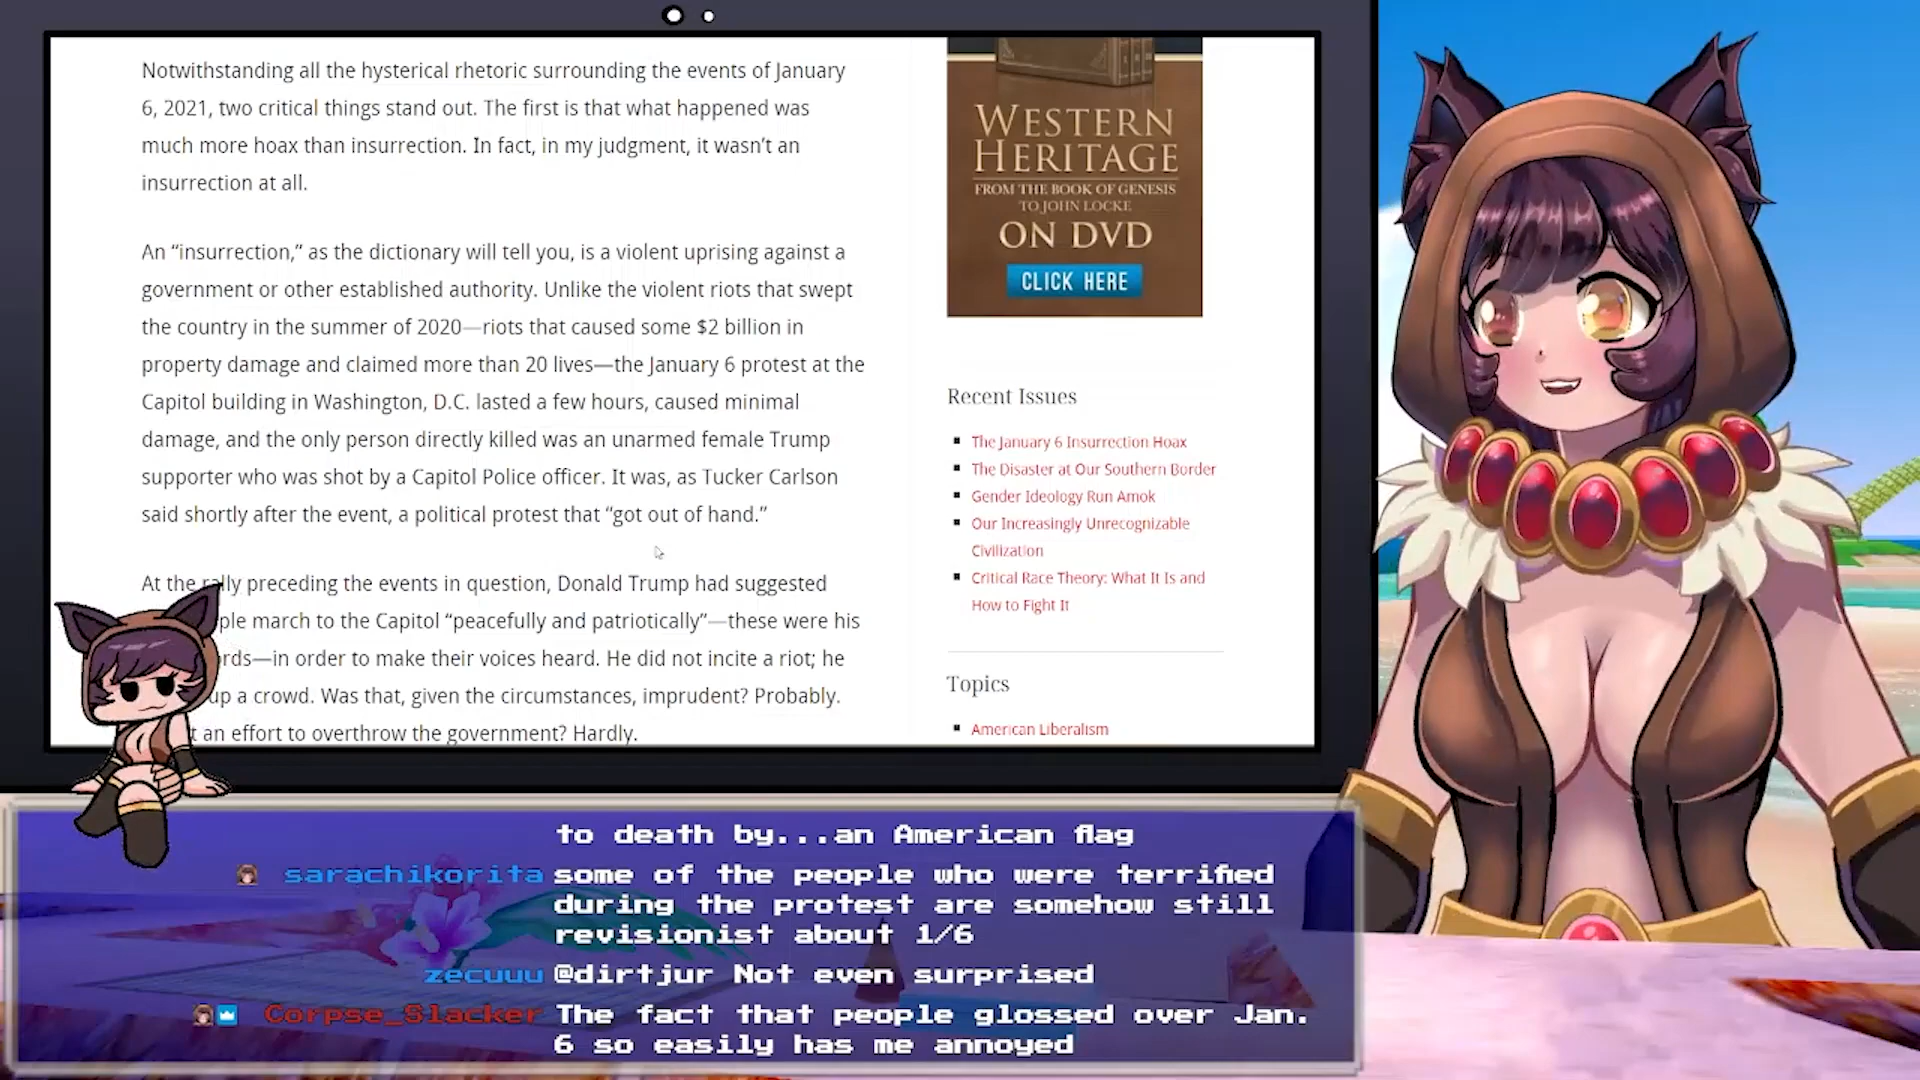 Notwithstanding all the hysterical rhetoric surrounding the events of January
6, 2021, two critical things stand out. The first is that what happened was
much more hoax than insurrection. In fact, in my judgment, it wasn’t an
insurrection at all.
An “insurrection,” as the dictionary will tell you, is a violent uprising against a
government or other established authority. Unlike the violent riots that swept
the country in the summer of 2020—riots that caused some $2 billion in
property damage and claimed more than 20 lives—the January 6 protest at the
Capitol building in Washington, D.C. lasted a few hours, caused minimal
damage, and the only person directly killed was an unarmed female Trump
supporter who was shot by a Capitol Police officer. It was, as Tucker Carlson
said shortly after the event, a political protest that “got out of hand.”
At the rally preceding the events in question, Donald Trump had suggested
ple march to the Capitol “peacefully and patriotically”—these were his
rds—in order to make their voices heard. He did not incite a riot; he
up a crowd. Was that, given the circumstances, imprudent? Probably.
t an effort to overthrow the government? Hardly.
WESTERN
HERITAGE
FROM THE BOOK OF GENESIS
TO JOHN LOCKE
ON DVD
CLICK HERE
Recent Issues
The January 6 Insurrection Hoax
The Disaster at Our Southern Border
Gender Ideology Run Amok
Our Increasingly Unrecognizable
Civilization
Critical Race Theory: What It Is and
How to Fight It
Topics
American Liberalism
to death by...an American flag
sarachikorita some of the people who were terrified
during the protest are somehow still
revisionist about 1/6
zecuuu @dirtjur Not even surprised
Corpse_Slacker The fact that people glossed over Jan.
6 so easily has me annoyed